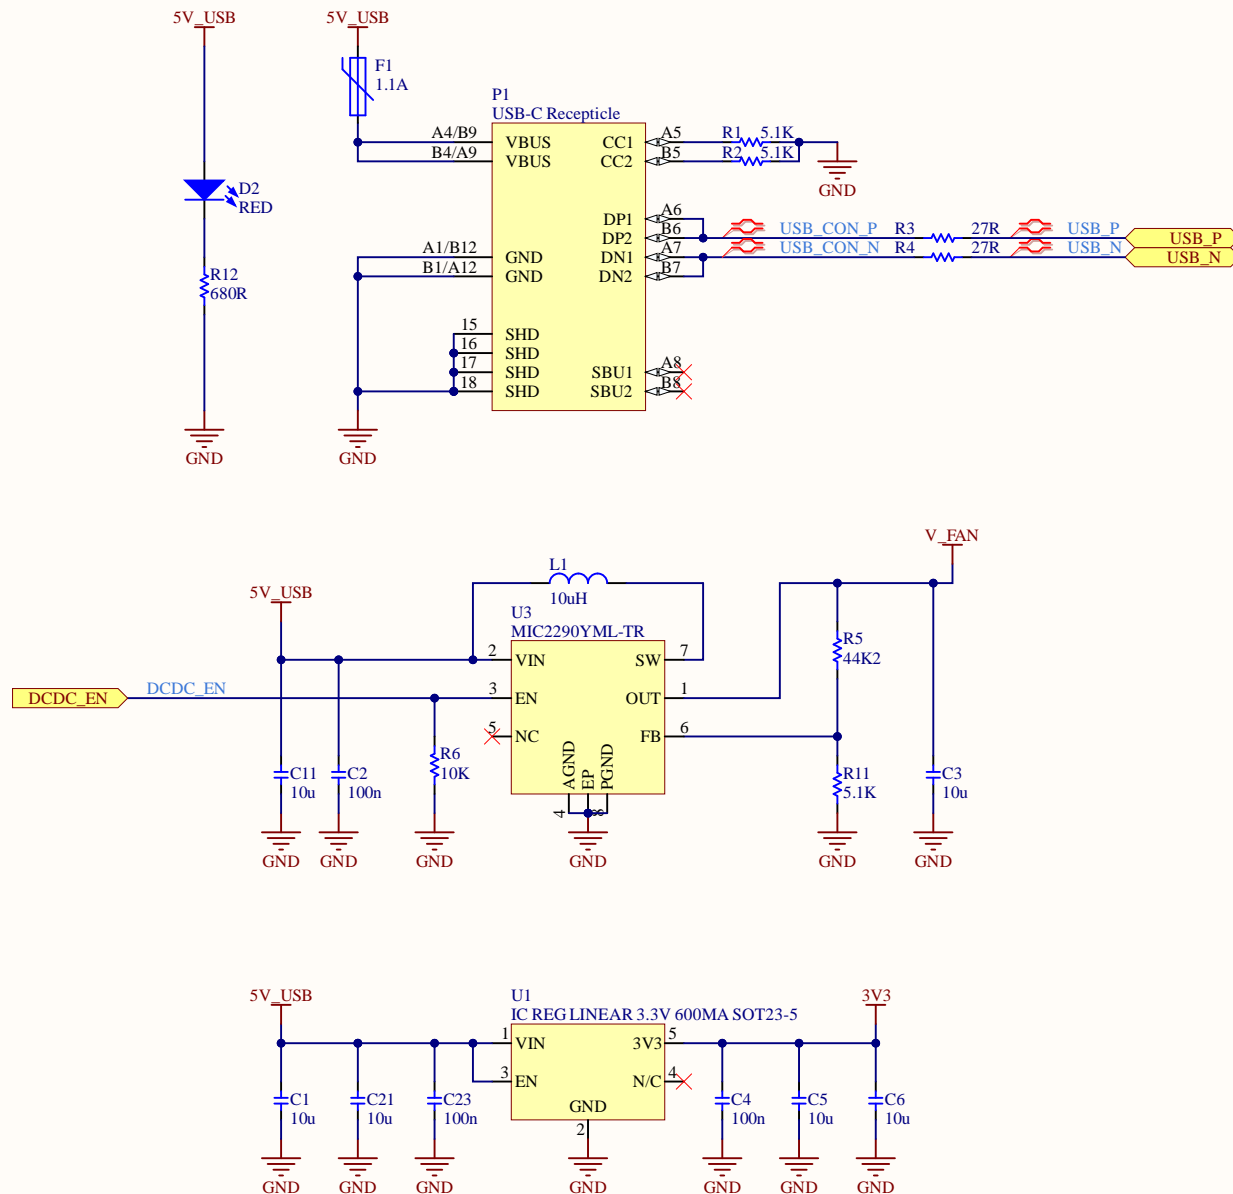 5V_USB
5V_USB
F1
1.1A
P1
USB-C Recepticle
A4/B9
VBUS
CC1
A5
R1
5.1K
B4/A9
VBUS
CC2
B5
R2
5.1K
GND
D2
RED
DP1
A6
DP2
B6
USB_CON_P
R3
27R
USB_P
USB_P
A1/B12
GND
DN1
A7
USB_CON_N
R4
27R
USB_N
USB_N
B1/A12
GND
DN2
B7
R12
680R
15
SHD
16
SHD
17
SHD
SBU1
A8
18
SHD
SBU2
B8
GND
GND
V_FAN
L1
10uH
5V_USB
U3
MIC2290YML-TR
R5
44K2
2
VIN
SW
7
DCDC_EN
DCDC_EN
3
EN
OUT
1
5
NC
FB
6
R6
10K
AGND
EP
PGND
C11
10u
C2
100n
R11
5.1K
C3
10u
4
8
GND
GND
GND
GND
GND
GND
5V_USB
U1
IC REG LINEAR 3.3V 600MA SOT23-5
3V3
1
VIN
3V3
5
3
EN
N/C
4
C1
10u
C21
10u
C23
100n
GND
2
C4
100n
C5
10u
C6
10u
GND
GND
GND
GND
GND
GND
GND